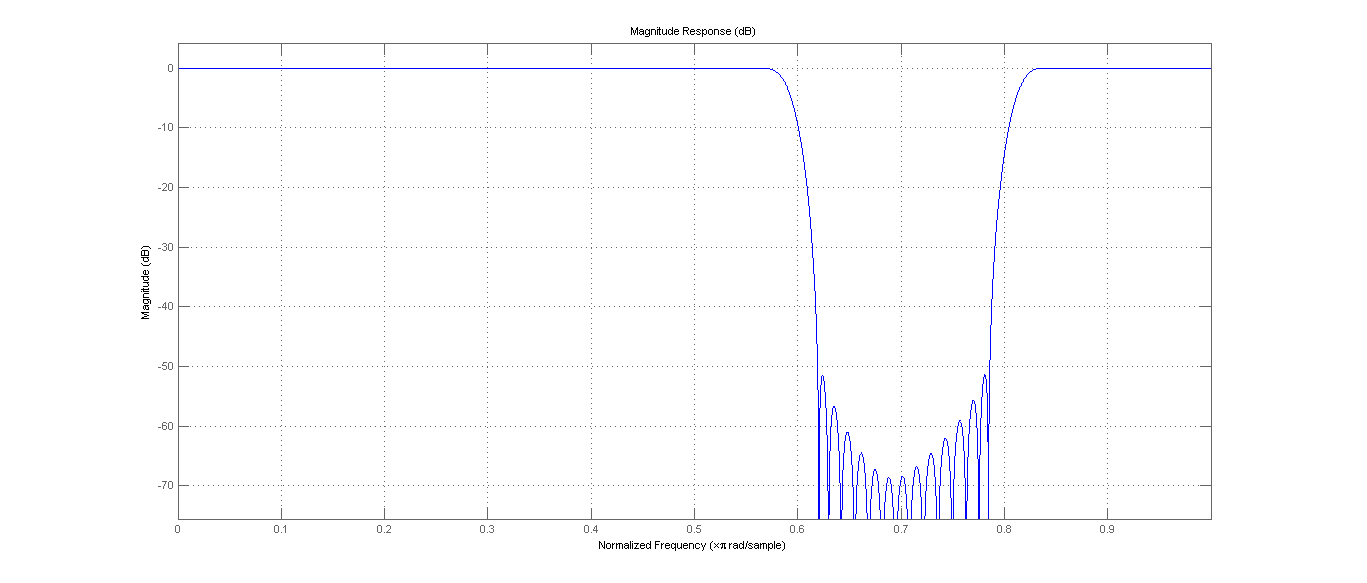 Magnitude Response (dB)
Magnitude (dB)
0
-10
-20
-30
-40
-50
-60
-70
0 0.1 0.2 0.3 0.4 0.5 0.6 0.7 0.8 0.9
Normalized Frequency (×π rad/sample)